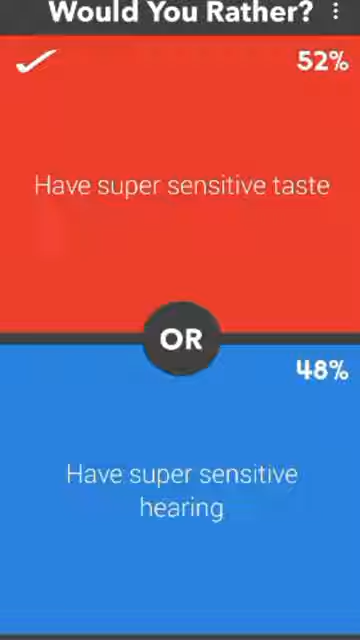 Would You Rather?
52%
Have super sensitive taste
OR
48%
Have super sensitive
hearing